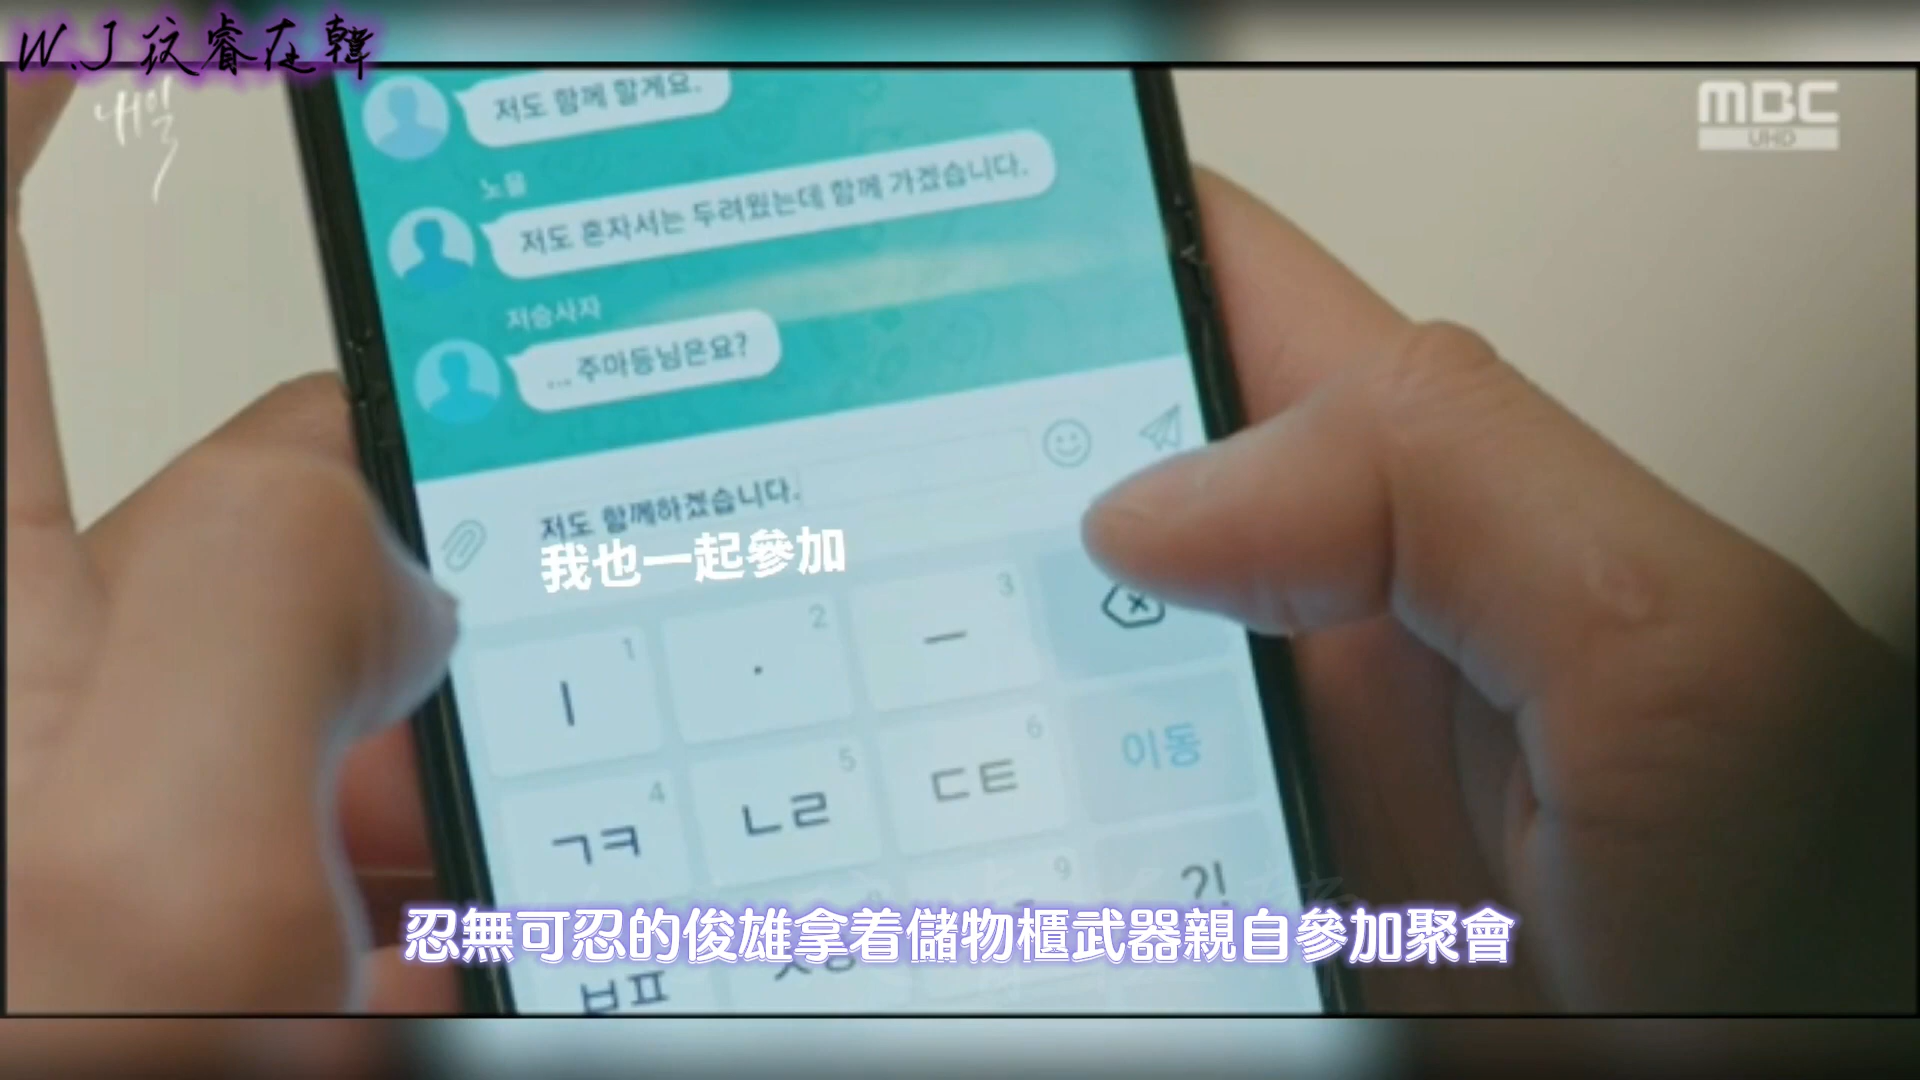 W.J 玟睿在韓
내일
MBC
UHD
저도 함께 할게요.
노을
저도 혼자서는 두려웠는데 함께 가겠습니다.
저승사자
... 주마등님은요?
저도 함께하겠습니다.
我也一起參加
1 2 3
ㅣ · ㅡ
4 5 6
ㄱㅋ ㄴㄹ ㄷㅌ 이동
9
?!
忍無可忍的俊雄拿着儲物櫃武器親自參加聚會
ㅂㅍ